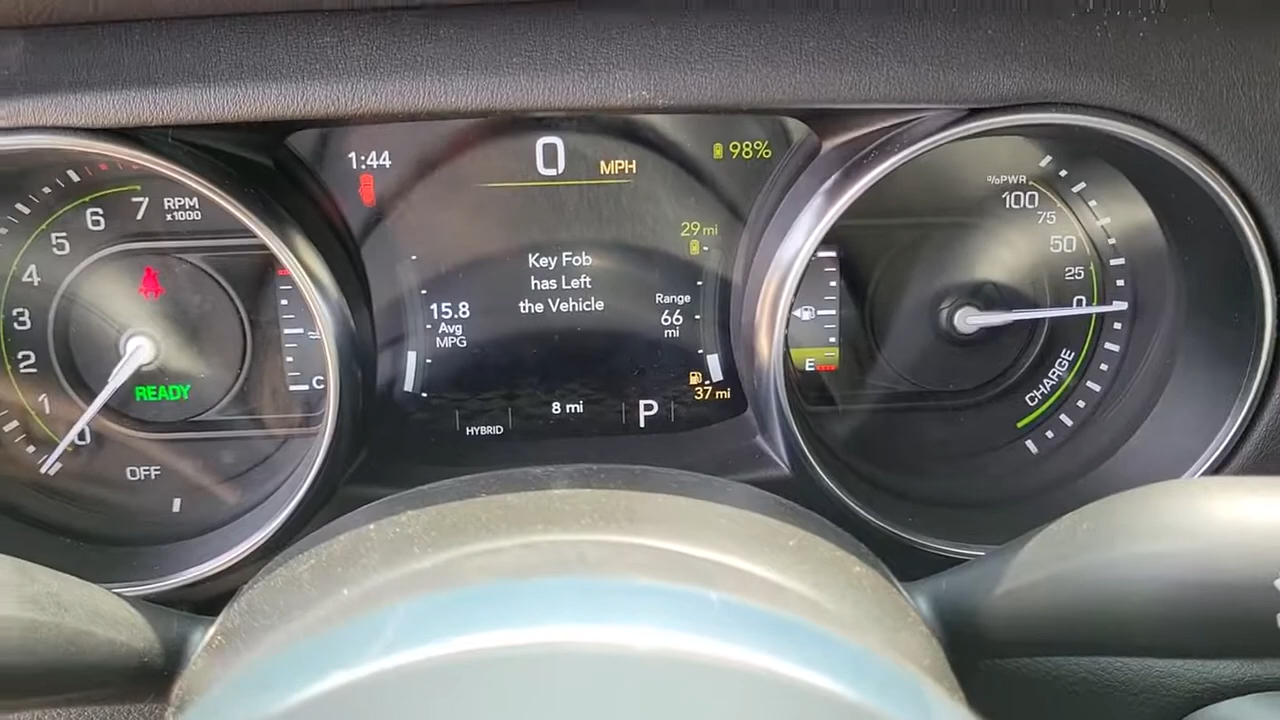 7
6
5
4
3
2
1
0
RPM
x1000
READY
OFF
C
1:44
0
MPH
98%
29 mi
Key Fob
has Left
the Vehicle
15.8
Avg
MPG
Range
66
mi
37 mi
8 mi
HYBRID
P
%PWR
100
75
50
25
0
CHARGE
E